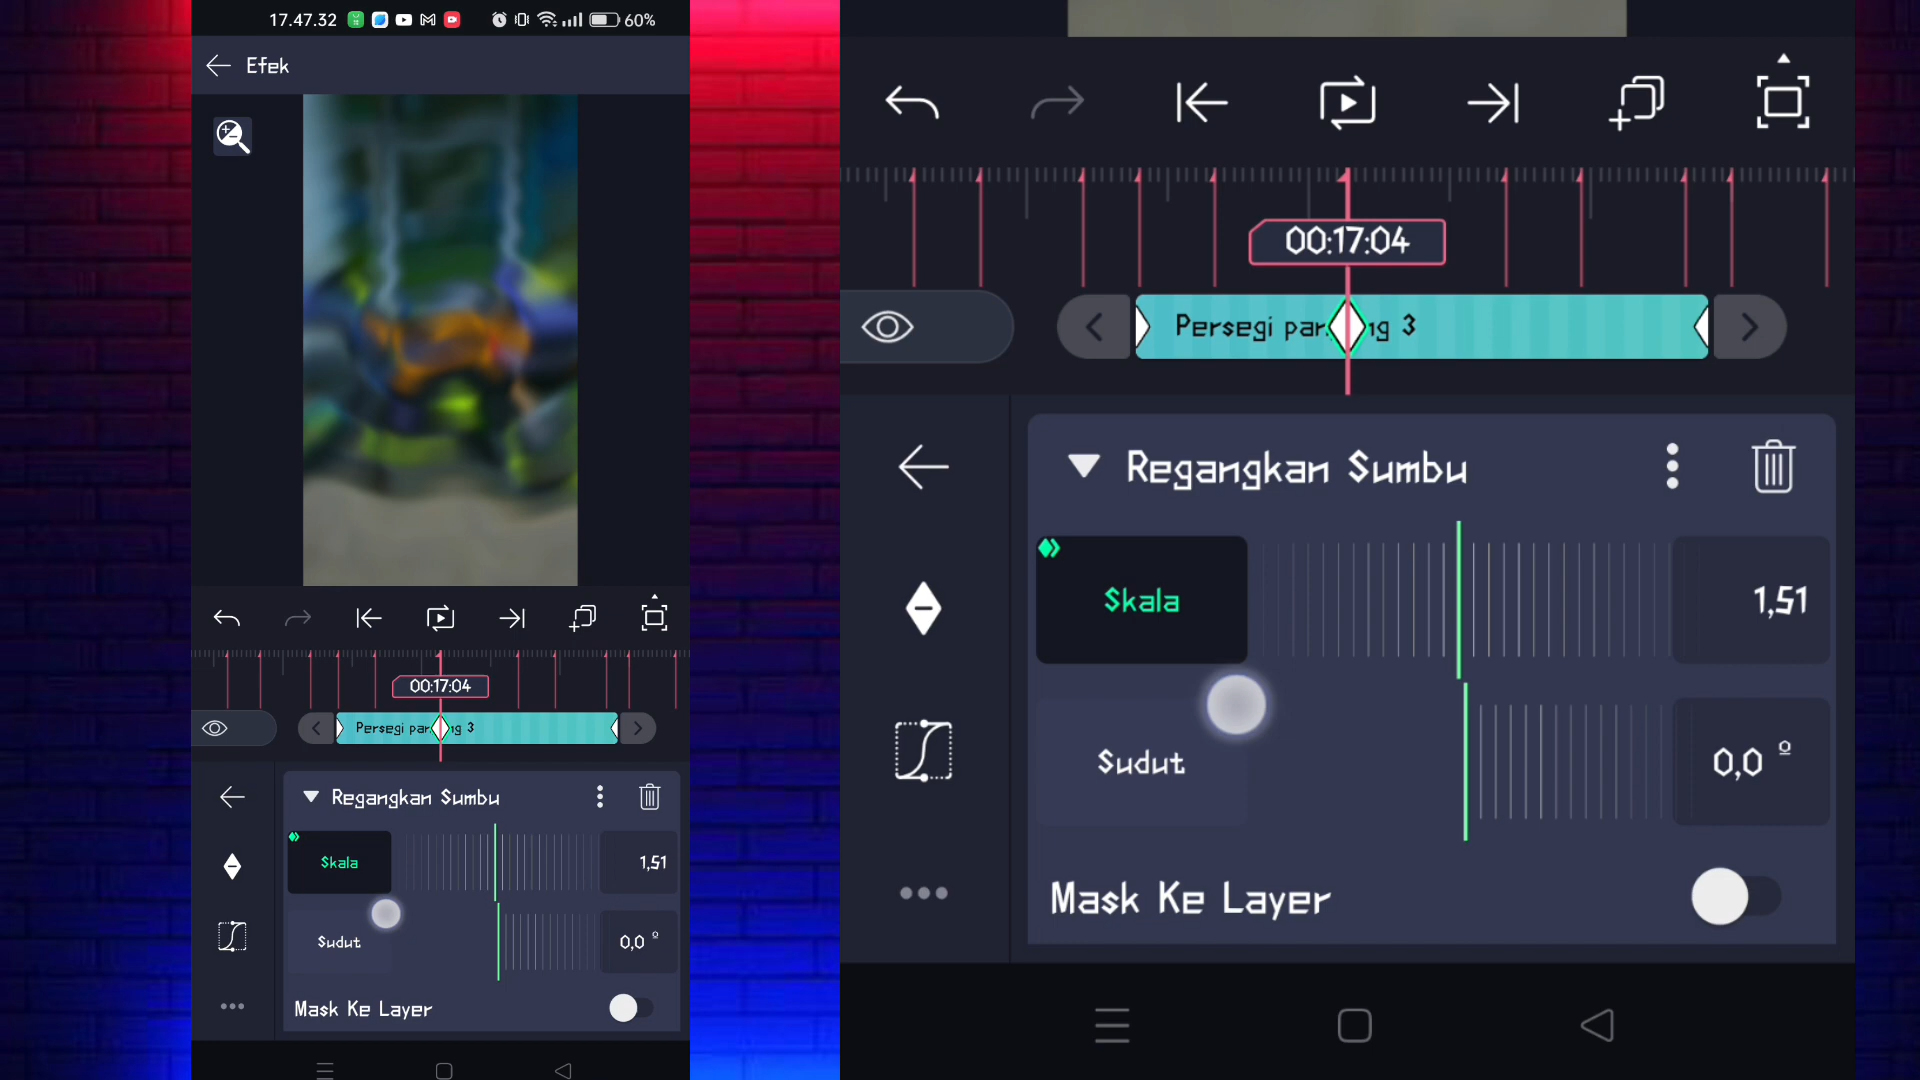 17.47.32
60%
Efek
00:17:04
Persegi par ng 3
Regangkan Sumbu
Skala
1,51
Sudut
0,0 º
Mask Ke Layer
00:17:04
Persegi par ng 3
Regangkan Sumbu
Skala
1,51
Sudut
0,0 º
Mask Ke Layer